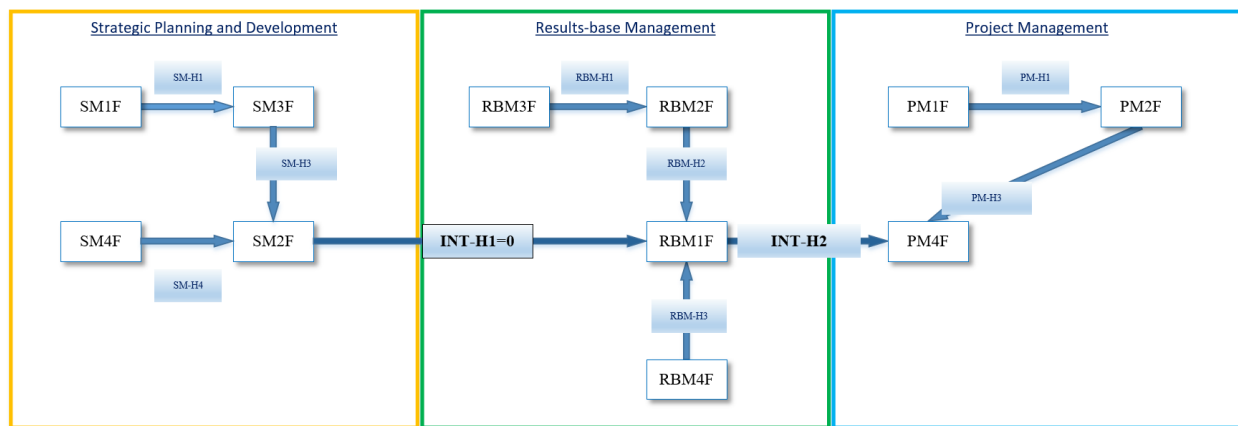 Strategic Planning and Development
SM-H1
SM1F
SM3F
SM-H3
SM4F
SM2F
SM-H4
INT-H1=0
Results-base Management
RBM-H1
RBM3F
RBM2F
RBM-H2
RBM1F
INT-H2
RBM-H3
RBM4F
Project Management
PM-H1
PM1F
PM2F
PM-H3
PM4F